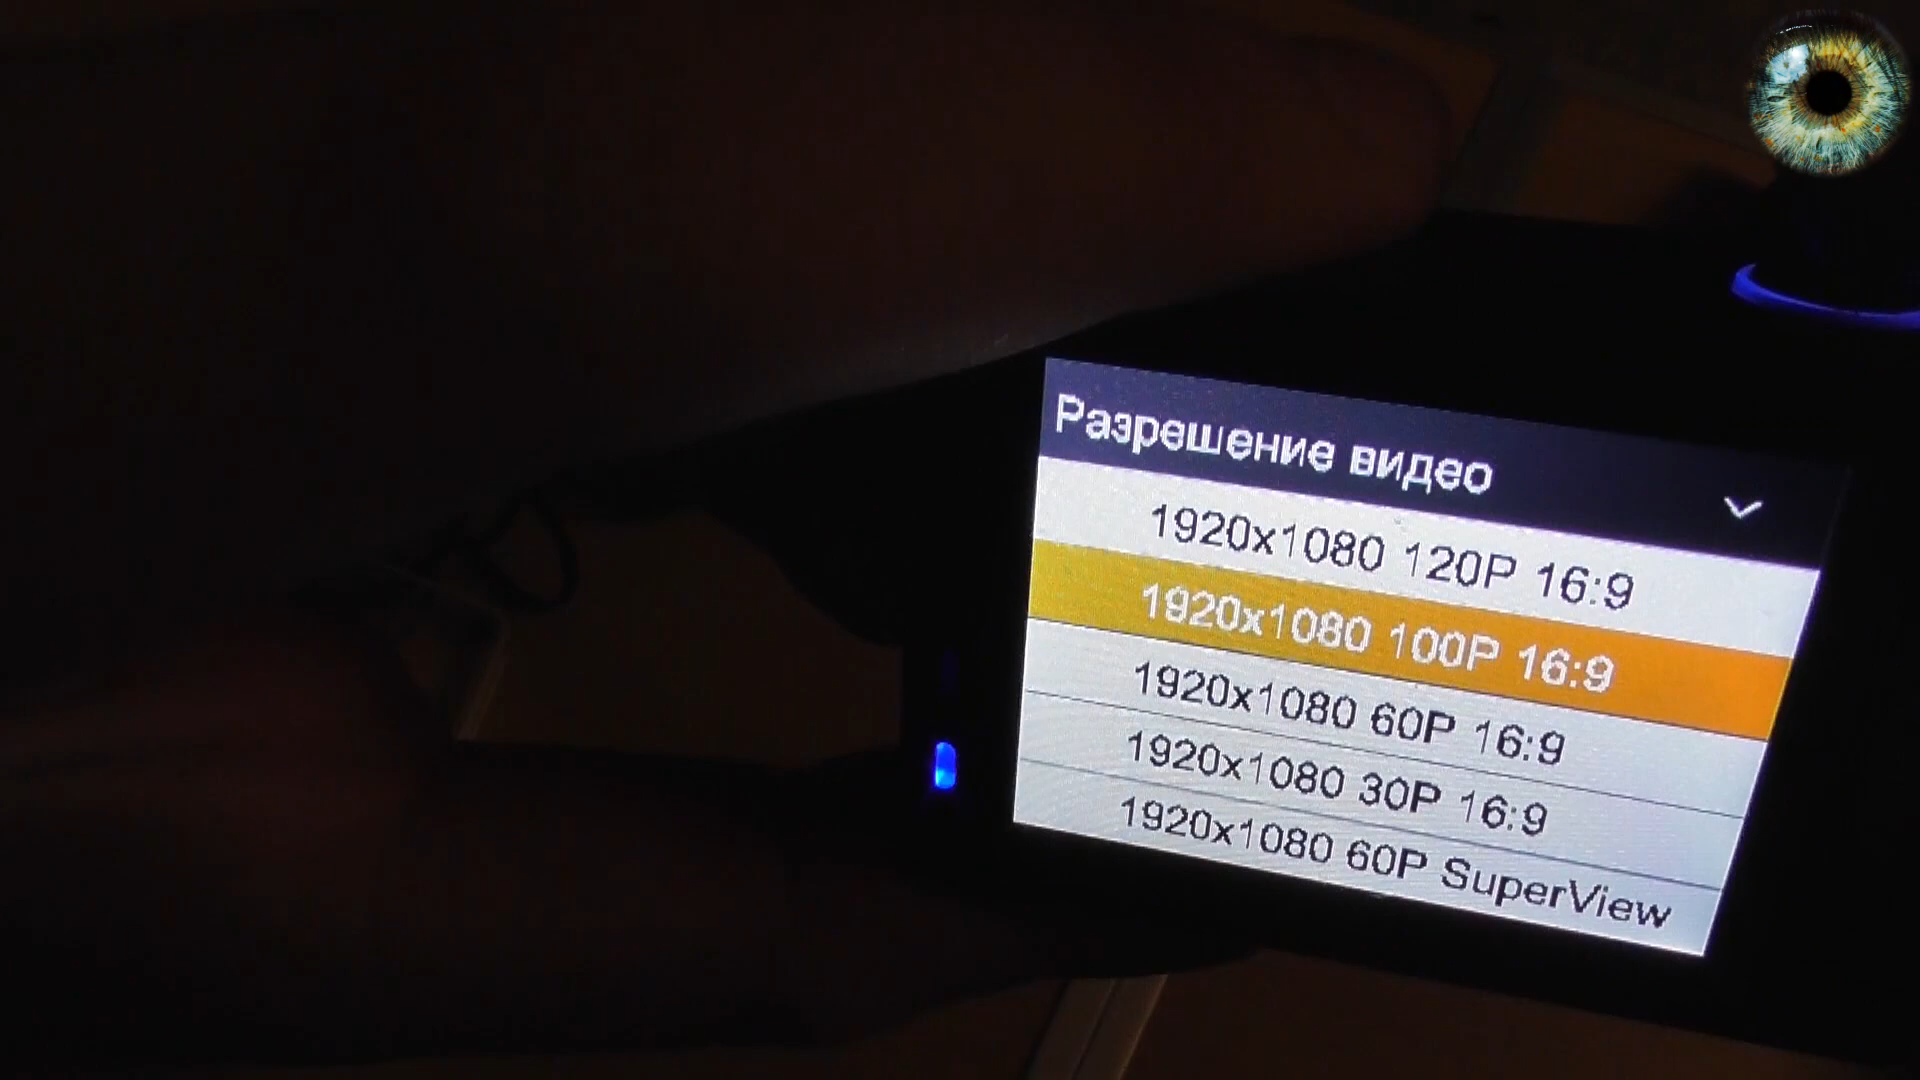 Разрешение видео
1920x1080 120P 16:9
1920x1080 100P 16:9
1920x1080 60P 16:9
1920x1080 30P 16:9
1920x1080 60P SuperView